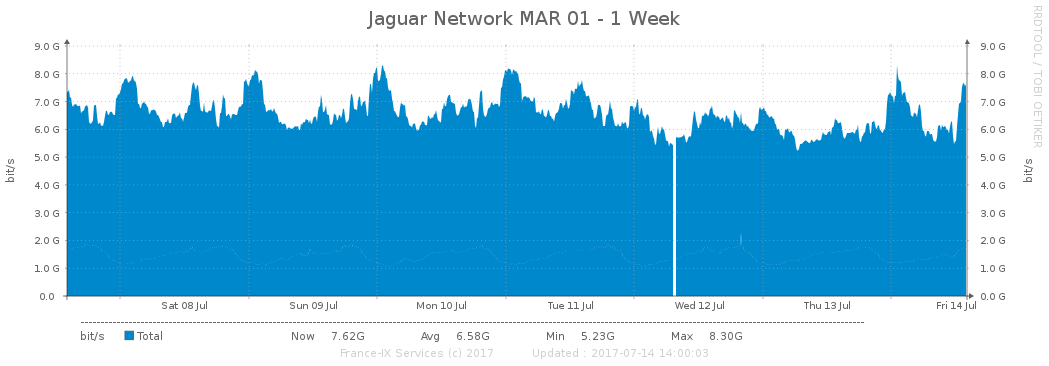 Jaguar Network MAR 01 - 1 Week
RRDTOOL / TOBI OETIKER
bit/s
9.0 G
8.0 G
7.0 G
6.0 G
5.0 G
4.0 G
3.0 G
2.0 G
1.0 G
0.0
9.0 G
8.0 G
7.0 G
6.0 G
5.0 G
4.0 G
3.0 G
2.0 G
1.0 G
0.0 G
bit/s
Sat 08 Jul Sun 09 Jul Mon 10 Jul Tue 11 Jul Wed 12 Jul Thu 13 Jul Fri 14 Jul
bit/s Total Now 7.62G Avg 6.58G Min 5.23G Max 8.30G
France-IX Services (c) 2017 Updated : 2017-07-14 14:00:03